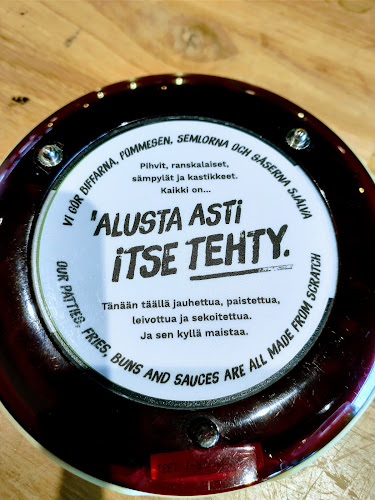 VI GÖR BIFFARNA, POMMESEN, SEMLORNA OCH SÅSERNA SJÄLVA
Pihvit, ranskalaiset,
sämpylät ja kastikkeet.
Kaikki on...
'ALUSTA ASTi
iTSE TEHTY.
Tänään täällä jauhettua, paistettua,
leivottua ja sekoitettua.
Ja sen kyllä maistaa.
OUR PATTIES, FRIES, BUNS AND SAUCES ARE ALL MADE FROM SCRATCH